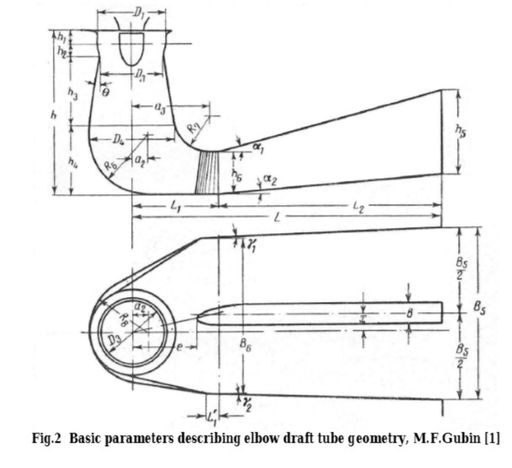 D₁
h₁
h₂
D₃
h₃
θ
a₃
h
R₇
D₄
α₁
h₅
a₂
R₆
h₄
h₆
α₂
L₁
L₂
L
γ₁
B₅/2
a₂
R₈
B
B₅
D₃
e
B₆
B₅/2
γ₂
L₁'
Fig.2 Basic parameters describing elbow draft tube geometry, M.F.Gubin [1]